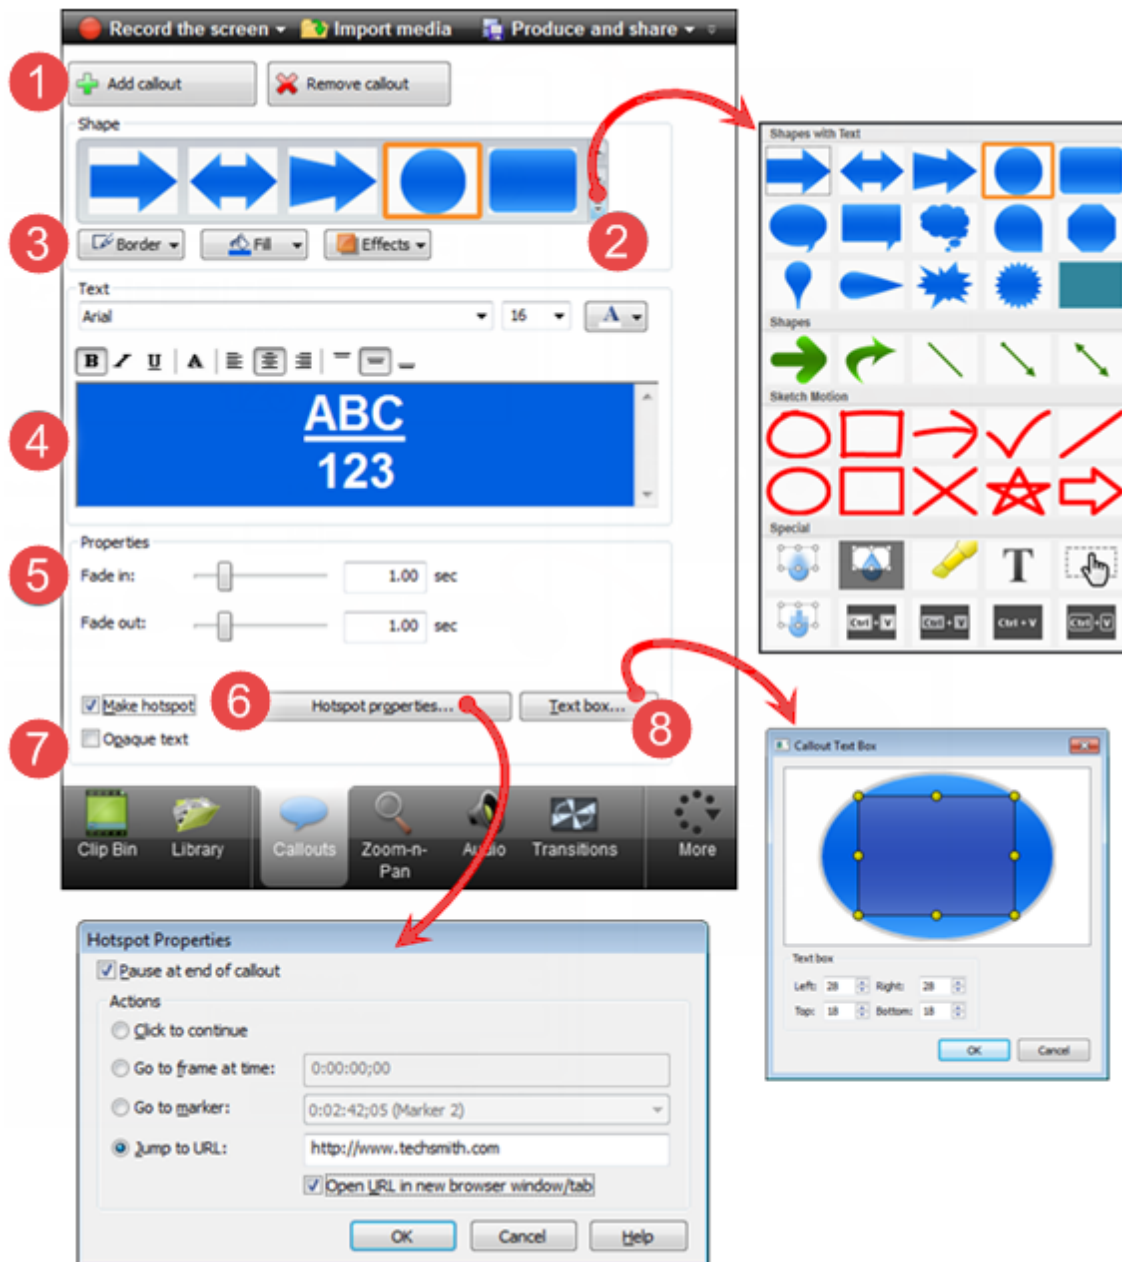 Record the screen Import media Produce and share
1 Add callout Remove callout
Shape
2
3 Border Fill Effects
Text
Arial 16 A
B I U A
4 ABC
123
Properties
5 Fade in: 1.00 sec
Fade out: 1.00 sec
Make hotspot 6 Hotspot properties... Text box... 8
7 Opaque text
Clip Bin Library Callouts Zoom-n-Pan Audio Transitions More
Shapes with Text
Shapes
Sketch Motion
Special
T
Ctrl + V Ctrl + V Ctrl + V Ctrl + V
Callout Text Box
Text box
Left: 28 Right: 28
Top: 18 Bottom: 18
OK Cancel
Hotspot Properties
Pause at end of callout
Actions
Click to continue
Go to frame at time: 0:00:00;00
Go to marker: 0:02:42;05 (Marker 2)
Jump to URL: http://www.techsmith.com
Open URL in new browser window/tab
OK Cancel Help